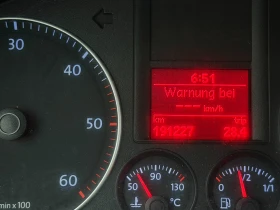 6:51
30
Warnung bei
40
--- km/h
km trip
50
191227 28.4
60
50 90 130
°C
0 1/2 1/1
min x 100